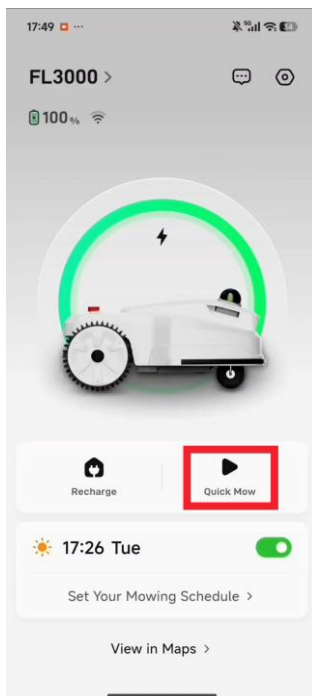 17:49
FL3000 >
100%
Recharge
Quick Mow
17:26 Tue
Set Your Mowing Schedule >
View in Maps >